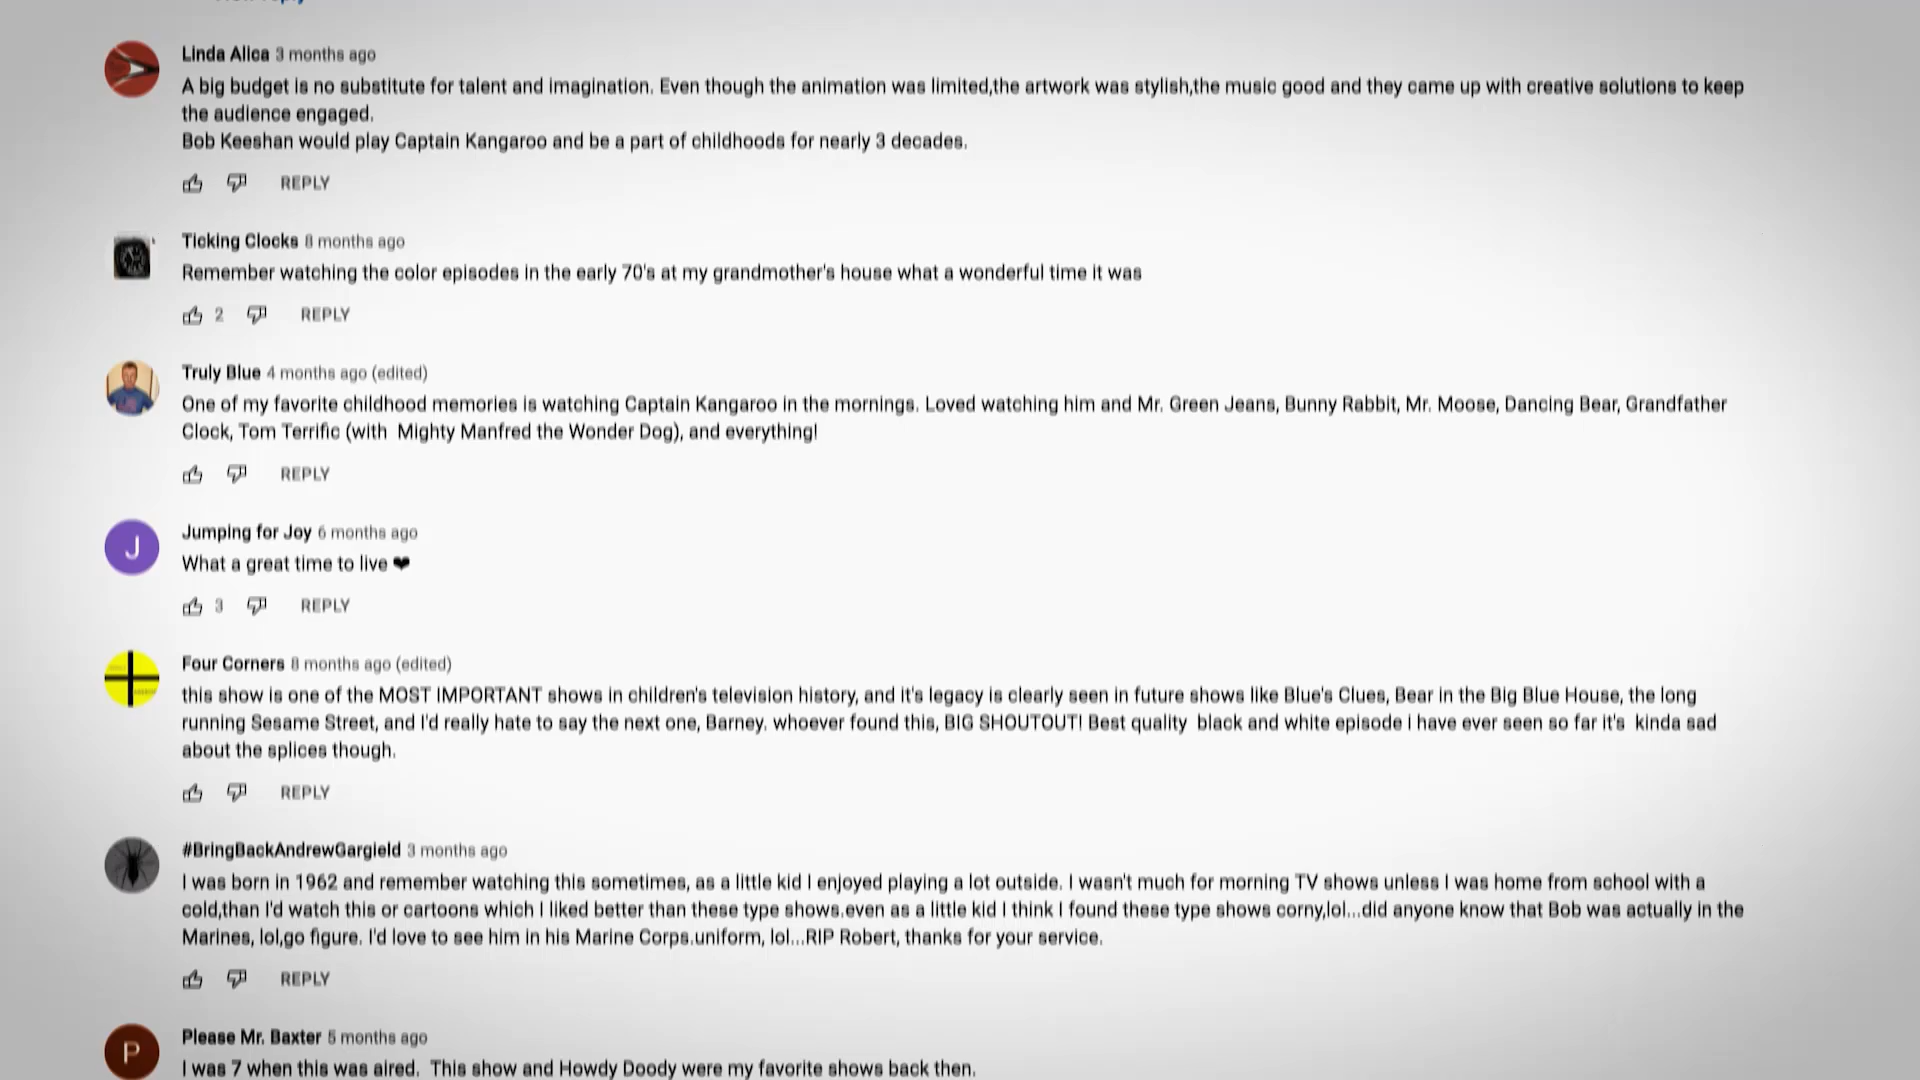 Linda Alica 3 months ago
A big budget is no substitute for talent and imagination. Even though the animation was limited,the artwork was stylish,the music good and they came up with creative solutions to keep
the audience engaged.
Bob Keeshan would play Captain Kangaroo and be a part of childhoods for nearly 3 decades.
REPLY
Ticking Clocks 8 months ago
Remember watching the color episodes in the early 70's at my grandmother's house what a wonderful time it was
2 REPLY
Truly Blue 4 months ago (edited)
One of my favorite childhood memories is watching Captain Kangaroo in the mornings. Loved watching him and Mr. Green Jeans, Bunny Rabbit, Mr. Moose, Dancing Bear, Grandfather
Clock, Tom Terrific (with  Mighty Manfred the Wonder Dog), and everything!
REPLY
J
Jumping for Joy 6 months ago
What a great time to live ❤
3 REPLY
Four Corners 8 months ago (edited)
this show is one of the MOST IMPORTANT shows in children's television history, and it's legacy is clearly seen in future shows like Blue's Clues, Bear in the Big Blue House, the long
running Sesame Street, and I'd really hate to say the next one, Barney. whoever found this, BIG SHOUTOUT! Best quality  black and white episode i have ever seen so far it's  kinda sad
about the splices though.
REPLY
#BringBackAndrewGargield 3 months ago
I was born in 1962 and remember watching this sometimes, as a little kid I enjoyed playing a lot outside. I wasn't much for morning TV shows unless I was home from school with a
cold,than I'd watch this or cartoons which I liked better than these type shows.even as a little kid I think I found these type shows corny,lol...did anyone know that Bob was actually in the
Marines, lol,go figure. I'd love to see him in his Marine Corps.uniform, lol...RIP Robert, thanks for your service.
REPLY
P
Please Mr. Baxter 5 months ago
I was 7 when this was aired.  This show and Howdy Doody were my favorite shows back then.